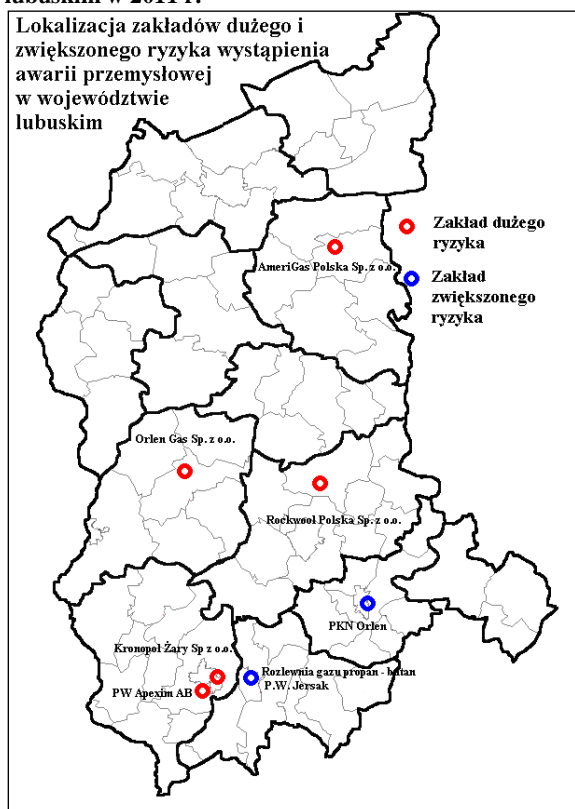 lubuskim w 2011 r.
Lokalizacja zakładów dużego i
zwiększonego ryzyka wystąpienia
awarii przemysłowej
w województwie
lubuskim
Zakład dużego
ryzyka
AmeriGas Polska Sp. z o.o.
Zakład
zwiększonego
ryzyka
Orlen Gas Sp. z o.o.
Rockwool Polska Sp. z o.o.
PKN Orlen
Kronopol Żary Sp z o.o.
Rozlewnia gazu propan - butan
P.W. Jersak
PW Apexim AB